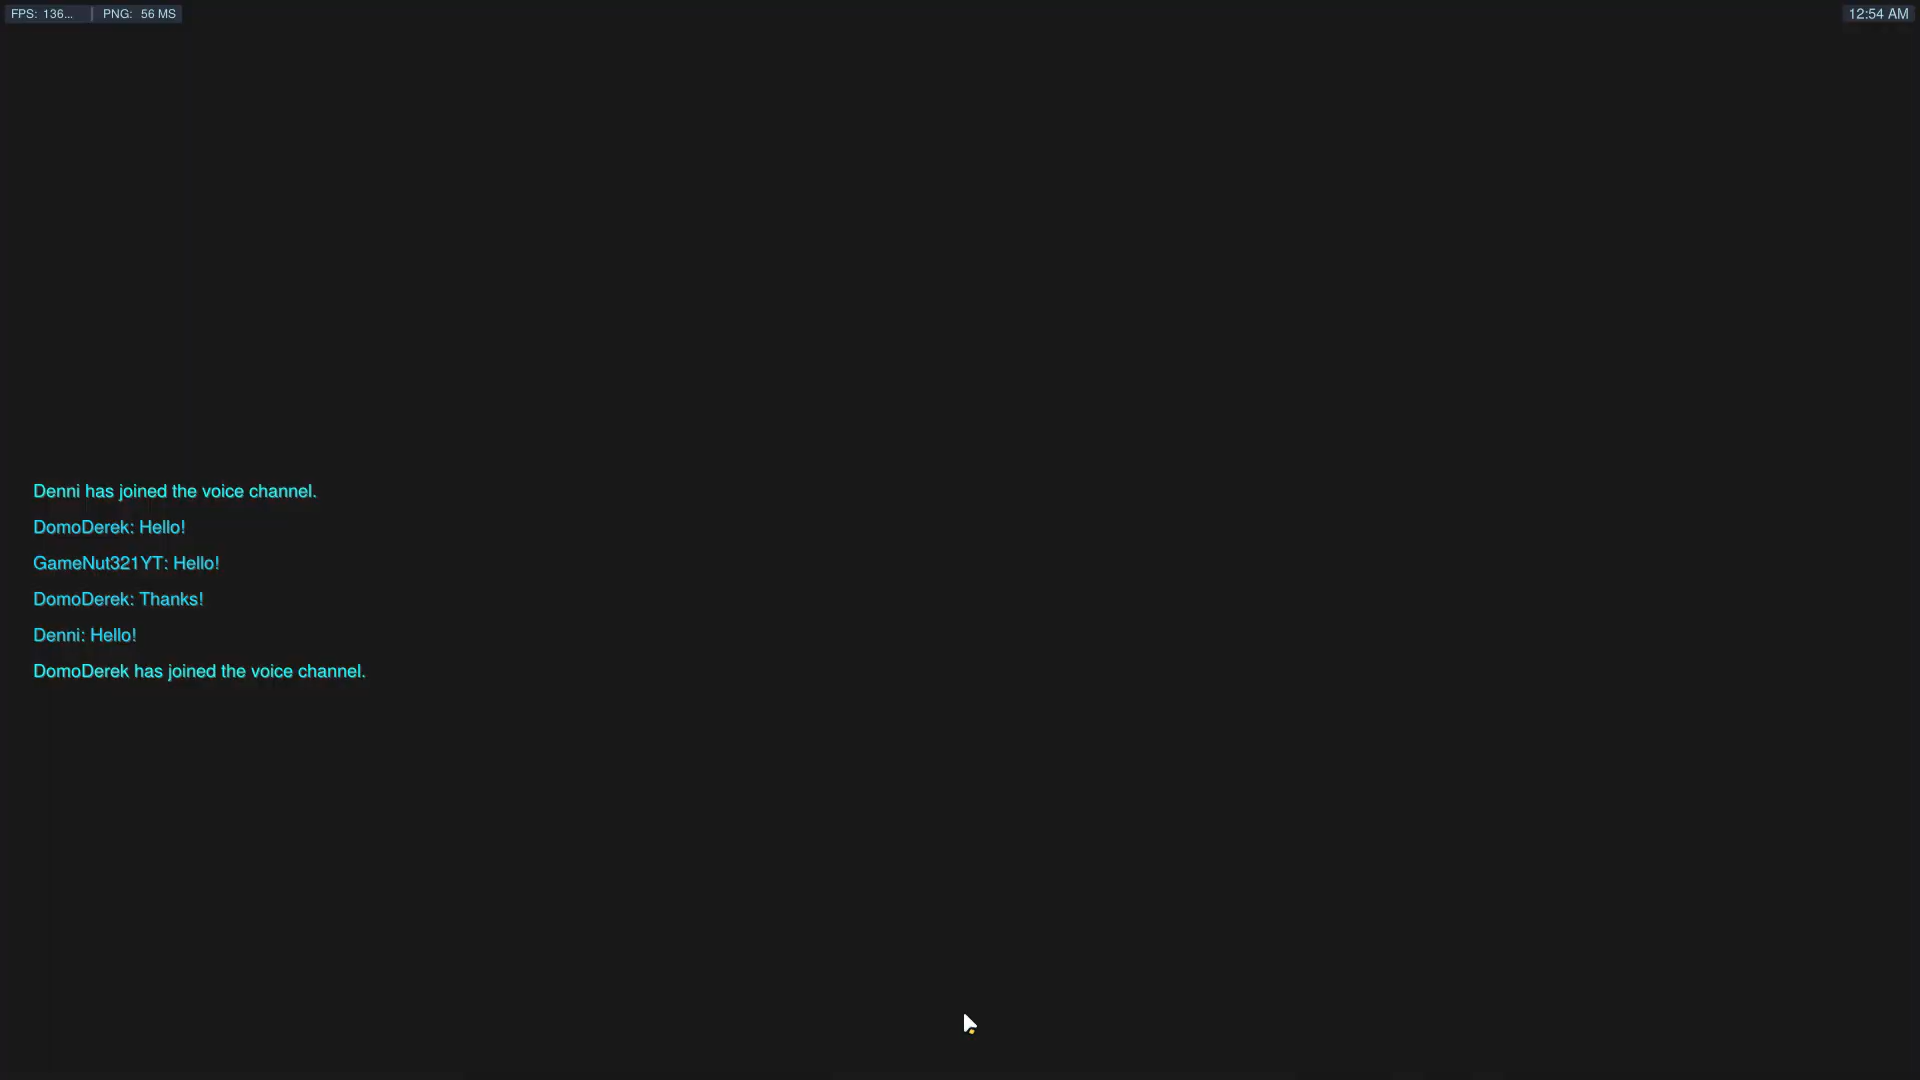 FPS: 136... | PNG: 56 MS
12:54 AM
Denni has joined the voice channel.
DomoDerek: Hello!
GameNut321YT: Hello!
DomoDerek: Thanks!
Denni: Hello!
DomoDerek has joined the voice channel.